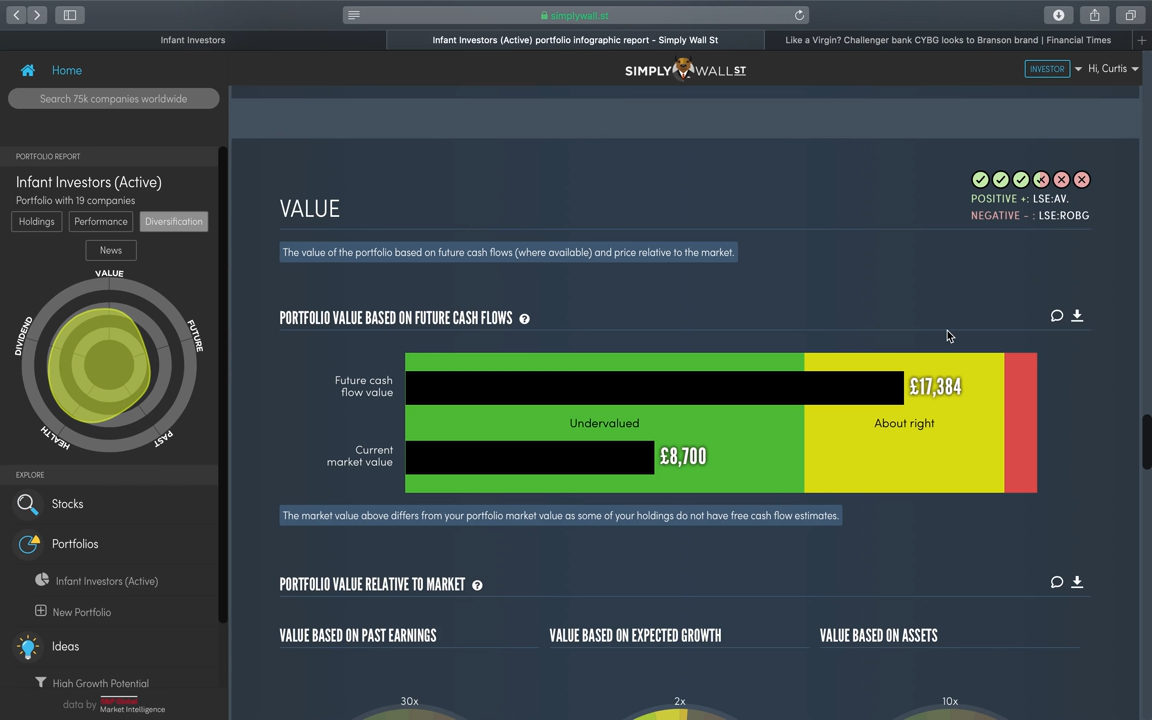 simplywall.st
Infant Investors
Infant Investors (Active) portfolio infographic report - Simply Wall St
Like a Virgin? Challenger bank CYBG looks to Branson brand | Financial Times
Home
SIMPLY WALL ST
INVESTOR
Hi, Curtis
Search 75k companies worldwide
PORTFOLIO REPORT
Infant Investors (Active)
Portfolio with 19 companies
Holdings
Performance
Diversification
News
VALUE
FUTURE
PAST
HEALTH
DIVIDEND
EXPLORE
Stocks
Portfolios
Infant Investors (Active)
New Portfolio
Ideas
High Growth Potential
data by
Market Intelligence
VALUE
POSITIVE + : LSE:AV.
NEGATIVE - : LSE:ROBG
The value of the portfolio based on future cash flows (where available) and price relative to the market.
PORTFOLIO VALUE BASED ON FUTURE CASH FLOWS
Future cash
flow value
£17,384
Undervalued
About right
Current
market value
£8,700
The market value above differs from your portfolio market value as some of your holdings do not have free cash flow estimates.
PORTFOLIO VALUE RELATIVE TO MARKET
VALUE BASED ON PAST EARNINGS
VALUE BASED ON EXPECTED GROWTH
VALUE BASED ON ASSETS
30x
2x
10x